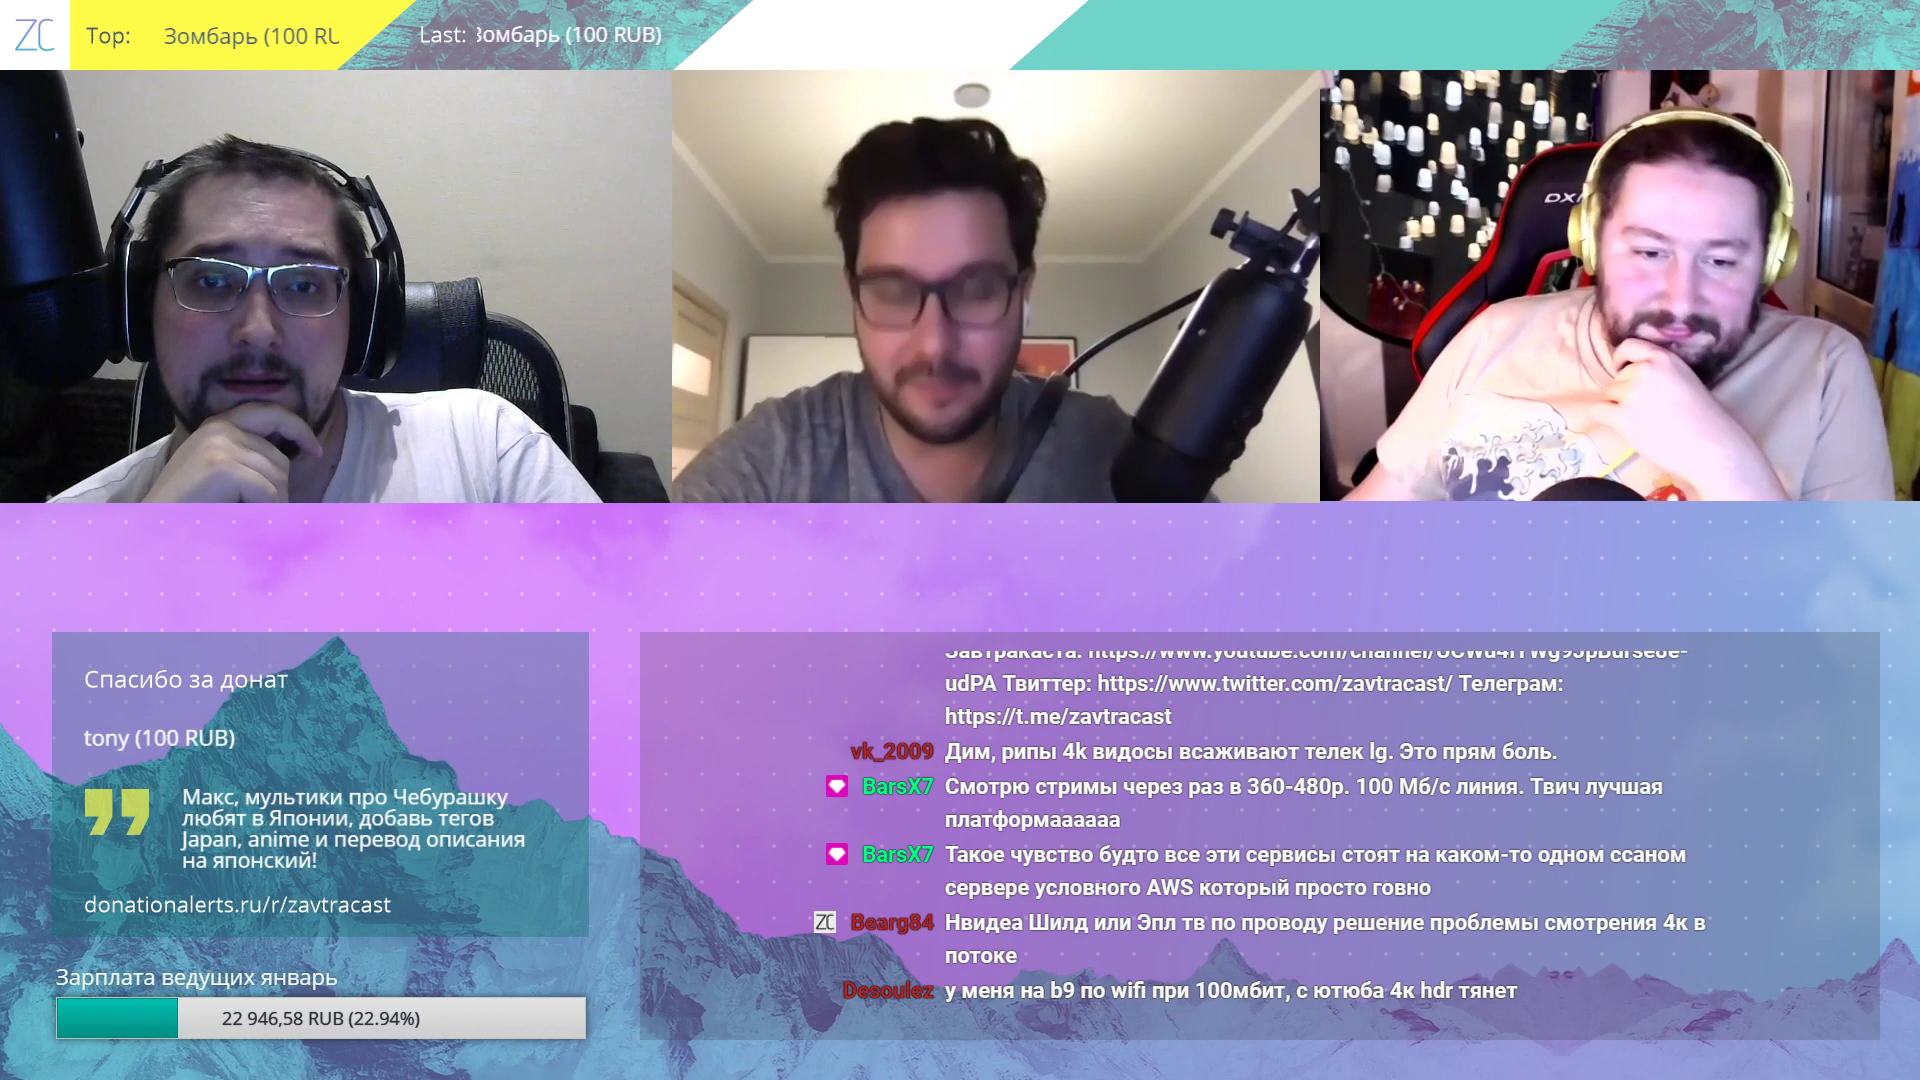 ZC
Top: Зомбарь (100 RU
Last: Зомбарь (100 RUB)
DX
Спасибо за донат
tony (100 RUB)
Макс, мультики про Чебурашку
любят в Японии, добавь тегов
Japan, anime и перевод описания
на японский!
donationalerts.ru/r/zavtracast
Зарплата ведущих январь
22 946,58 RUB (22.94%)
Завтракаста:
udPA Твиттер: https://www.twitter.com/zavtracast/ Телеграм:
https://t.me/zavtracast
vk_2009 Дим, рипы 4k видосы всаживают телек lg. Это прям боль.
BarsX7 Смотрю стримы через раз в 360-480р. 100 Мб/с линия. Твич лучшая
платформаааааа
BarsX7 Такое чувство будто все эти сервисы стоят на каком-то одном ссаном
сервере условного AWS который просто говно
ZC Bearg84 Нвидеа Шилд или Эпл тв по проводу решение проблемы смотрения 4к в
потоке
Desoulez у меня на b9 по wifi при 100мбит, с ютюба 4к hdr тянет